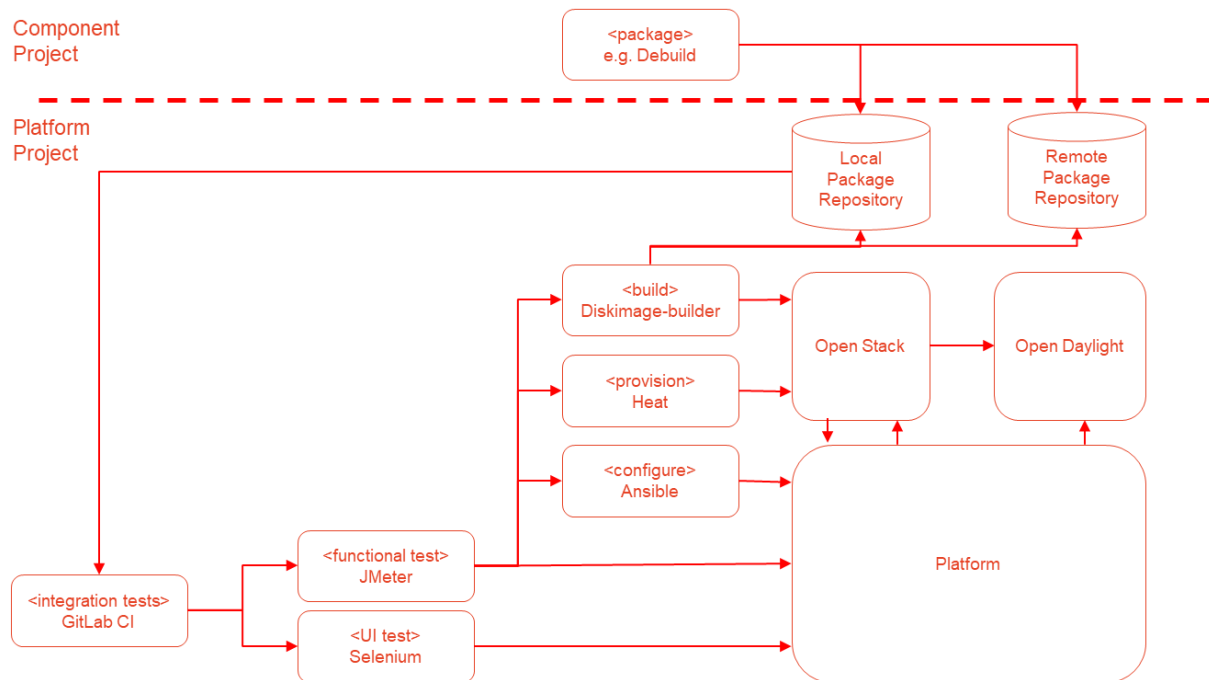 Component
Project
<package>
e.g. Debuild
Platform
Project
Local
Package
Repository
Remote
Package
Repository
<build>
Diskimage-builder
Open Stack
Open Daylight
<provision>
Heat
<configure>
Ansible
<functional test>
JMeter
Platform
<integration tests>
GitLab CI
<UI test>
Selenium